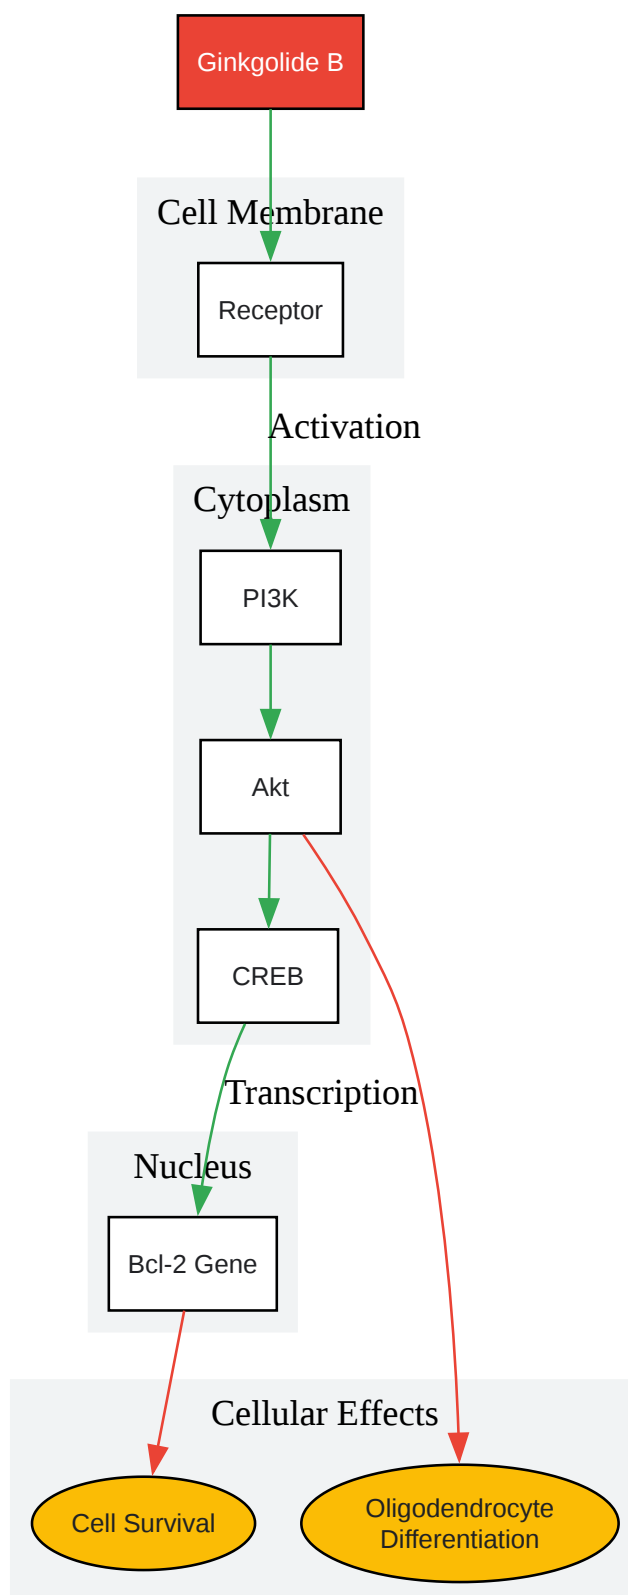 Ginkgolide B
Cell Membrane
Receptor
Activation
Cytoplasm
PI3K
Akt
CREB
Transcription
Nucleus
Bcl-2 Gene
Cellular Effects
Cell Survival
Oligodendrocyte
Differentiation